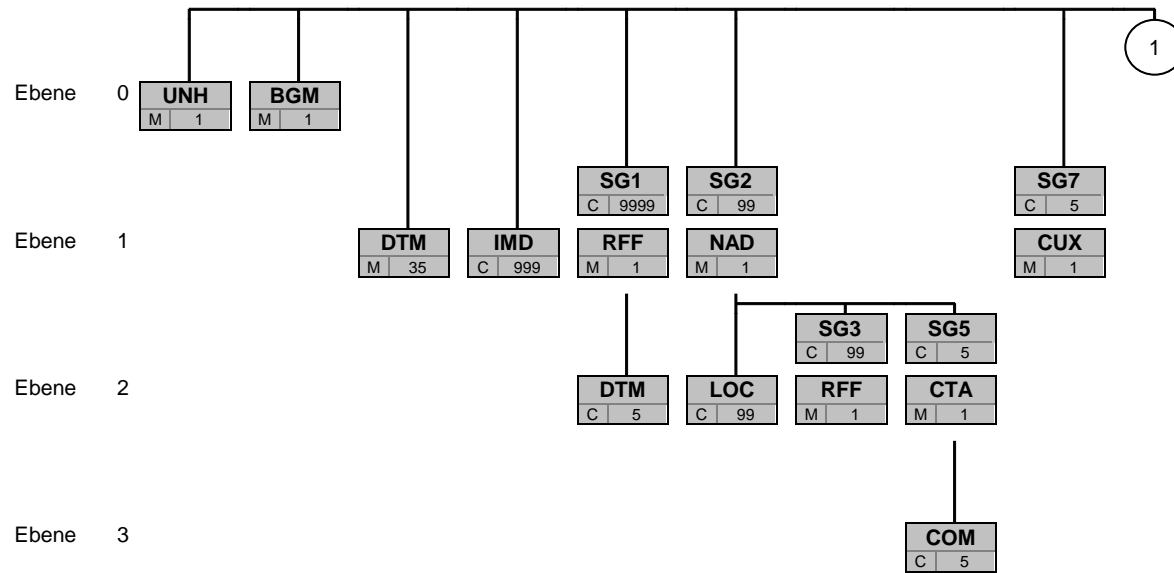 1
Ebene 0 UNH BGM
M 1 M 1
SG1 SG2 SG7
C 9999 C 99 C 5
Ebene 1 DTM IMD RFF NAD CUX
M 35 C 999 M 1 M 1 M 1
SG3 SG5
C 99 C 5
Ebene 2 DTM LOC RFF CTA
C 5 C 99 M 1 M 1
Ebene 3 COM
C 5